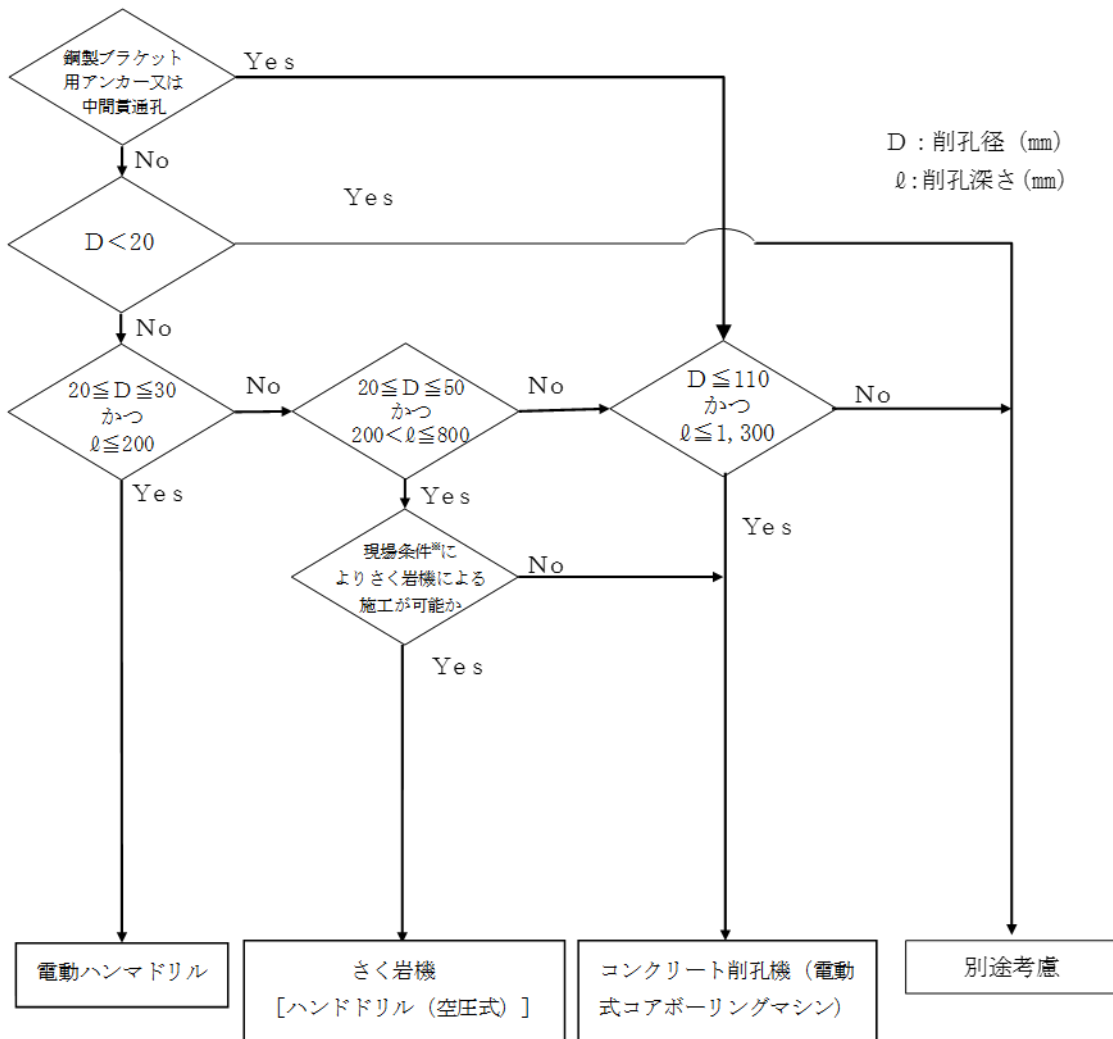 鋼製ブラケット
用アンカー又は
中間貫通孔
Yes
No
D:削孔径(㎜)
ℓ:削孔深さ(㎜)
D<20
Yes
No
20≦D≦30
かつ
ℓ≦200
No
Yes
20≦D≦50
かつ
200<ℓ≦800
No
Yes
D≦110
かつ
ℓ≦1,300
No
Yes
現場条件※に
よりさく岩機による
施工が可能か
No
Yes
電動ハンマドリル
さく岩機
[ハンドドリル(空圧式)]
コンクリート削孔機(電動
式コアボーリングマシン)
別途考慮